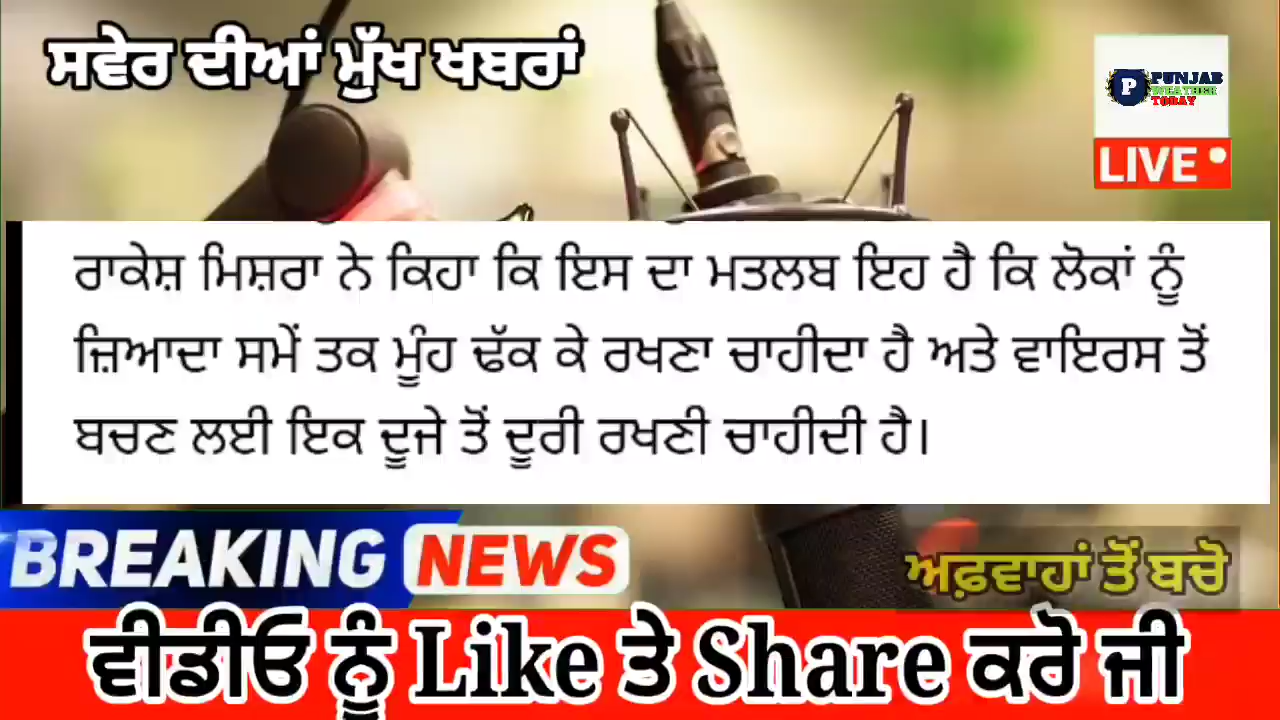 ਸਵੇਰ ਦੀਆਂ ਮੁੱਖ ਖਬਰਾਂ
P PUNJAB
WEATHER
TODAY
LIVE
ਰਾਕੇਸ਼ ਮਿਸ਼ਰਾ ਨੇ ਕਿਹਾ ਕਿ ਇਸ ਦਾ ਮਤਲਬ ਇਹ ਹੈ ਕਿ ਲੋਕਾਂ ਨੂੰ
ਜ਼ਿਆਦਾ ਸਮੇਂ ਤਕ ਮੂੰਹ ਢੱਕ ਕੇ ਰਖਣਾ ਚਾਹੀਦਾ ਹੈ ਅਤੇ ਵਾਇਰਸ ਤੋਂ
ਬਚਣ ਲਈ ਇਕ ਦੂਜੇ ਤੋਂ ਦੂਰੀ ਰਖਣੀ ਚਾਹੀਦੀ ਹੈ।
BREAKING NEWS
ਅਫ਼ਵਾਹਾਂ ਤੋਂ ਬਚੋ
ਵੀਡੀਓ ਨੂੰ Like ਤੇ Share ਕਰੋ ਜੀ